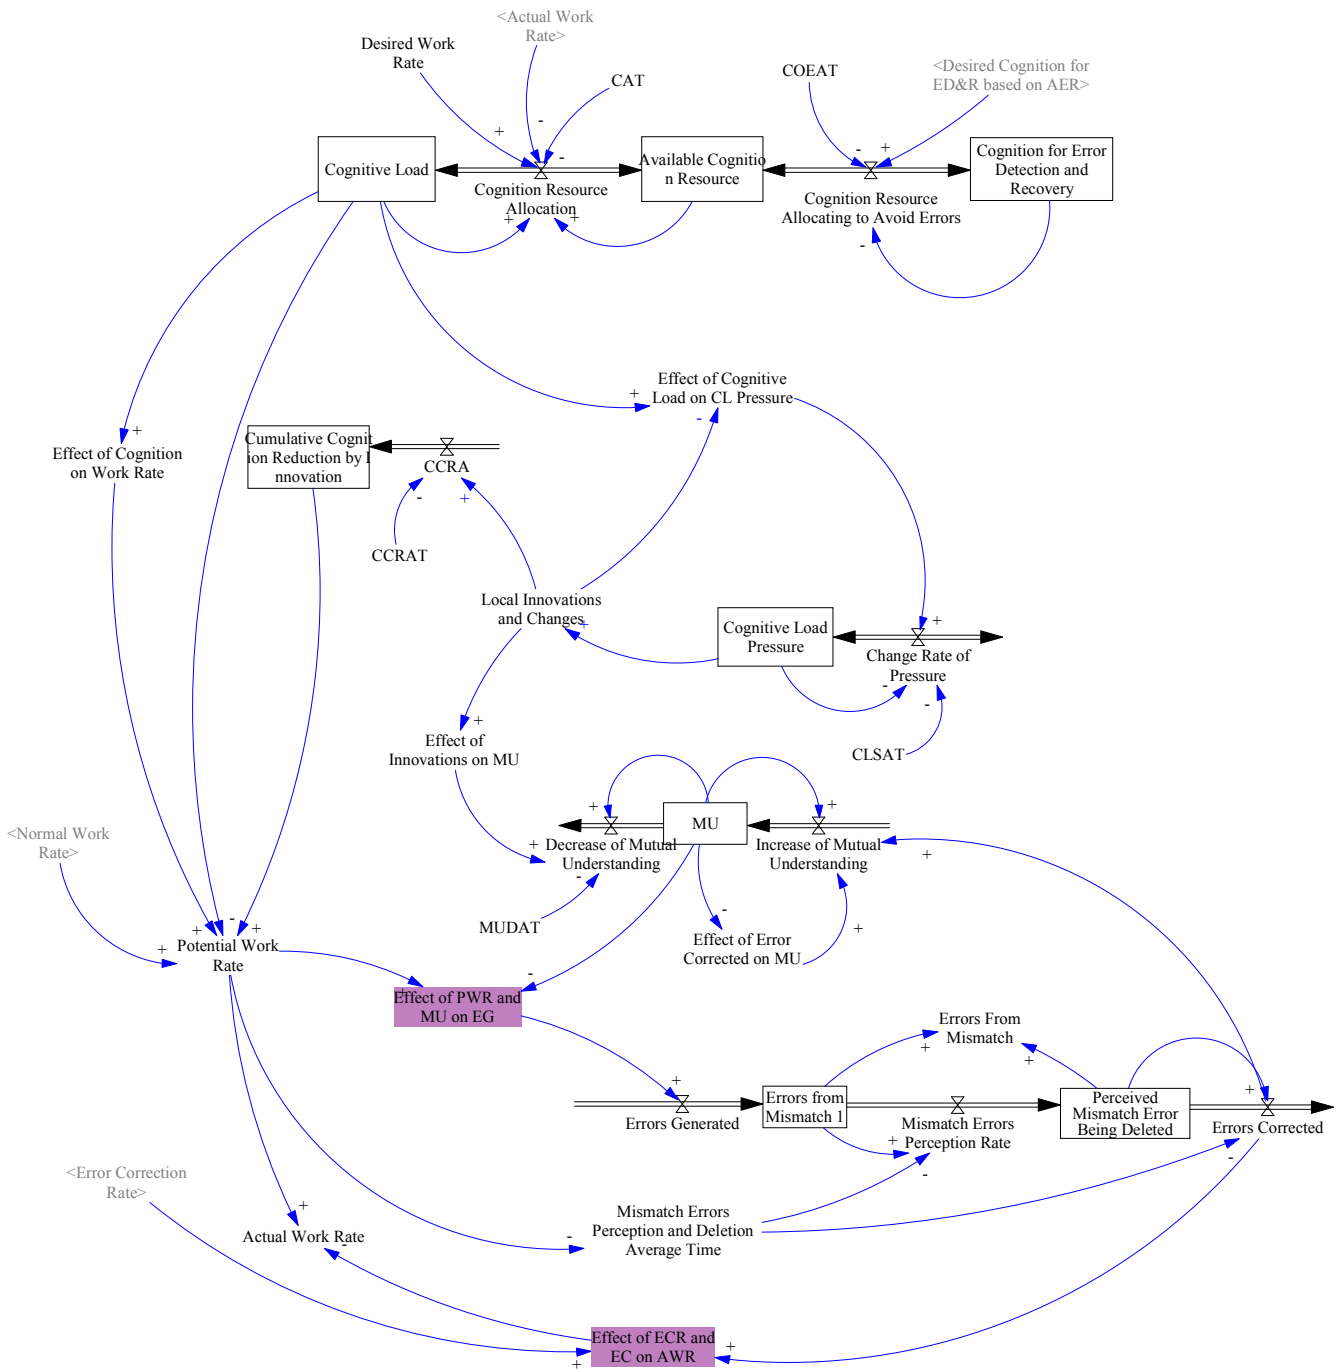 <Actual Work
Rate>
Desired Work
Rate
CAT
COEAT
<Desired Cognition for
ED&R based on AER>
+
-
-
-
+
Cognitive Load
Available Cognitio
n Resource
Cognition for Error
Detection and
Recovery
Cognition Resource
Allocation
Cognition Resource
Allocating to Avoid Errors
+
+
-
Effect of Cognitive
Load on CL Pressure
+
-
+
Effect of Cognition
on Work Rate
Cumulative Cognit
ion Reduction by I
nnovation
CCRA
-
+
CCRAT
Local Innovations
and Changes
+
Cognitive Load
Pressure
+
Change Rate of
Pressure
-
-
CLSAT
+
Effect of
Innovations on MU
+
MU
+
Decrease of Mutual
Understanding
Increase of Mutual
Understanding
+
-
+
<Normal Work
Rate>
MUDAT
-
Effect of Error
Corrected on MU
+
+
-
+
+
Potential Work
Rate
-
+
Effect of PWR and
MU on EG
Errors From
Mismatch
+
+
+
Errors Generated
Errors from
Mismatch 1
Mismatch Errors
Perception Rate
Perceived
Mismatch Error
Being Deleted
+
Errors Corrected
+
-
-
<Error Correction
Rate>
+
Actual Work Rate
-
Mismatch Errors
Perception and Deletion
Average Time
-
Effect of ECR and
EC on AWR
+
+